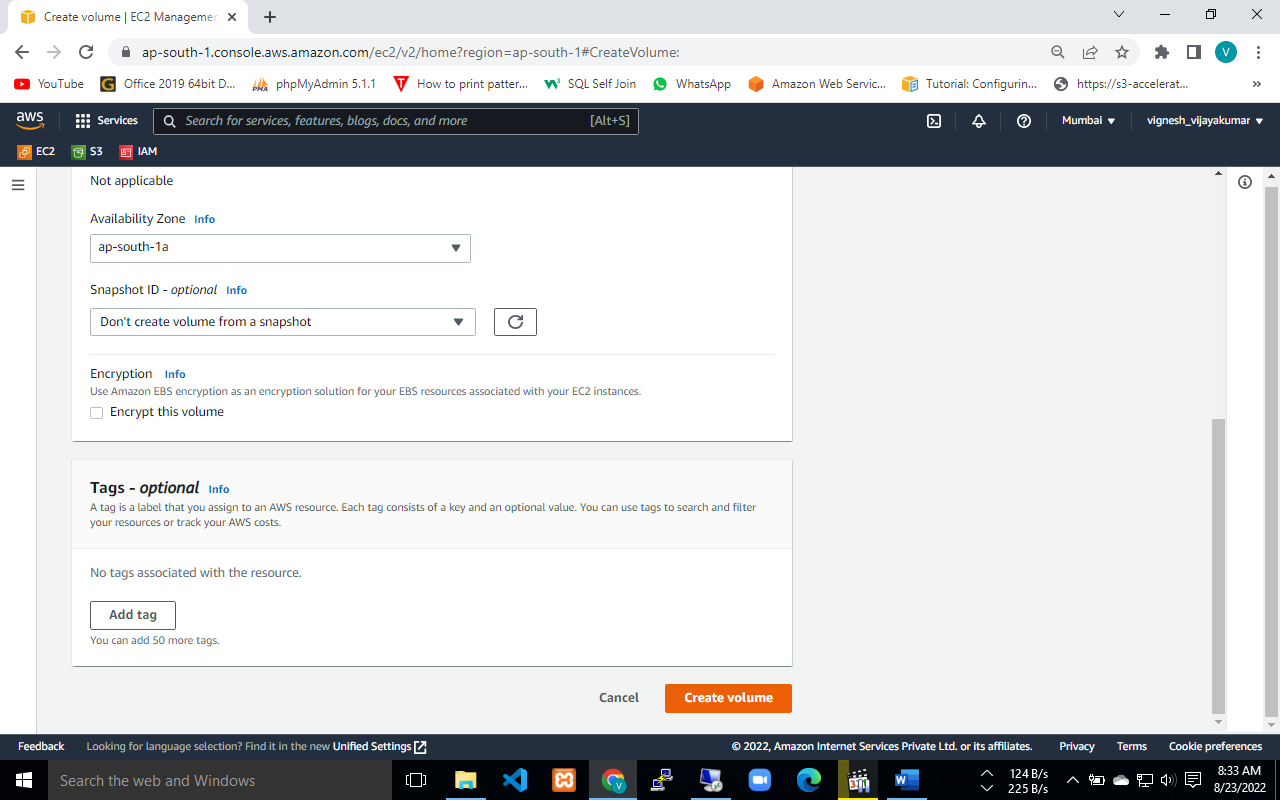 Create volume | EC2 Managemen
ap-south-1.console.aws.amazon.com/ec2/v2/home?region=ap-south-1#CreateVolume:
V
YouTube
Office 2019 64bit D...
phpMyAdmin 5.1.1
How to print patter...
SQL Self Join
WhatsApp
Amazon Web Servic...
Tutorial: Configurin...
https://s3-accelerat...
»
aws
Services
Search for services, features, blogs, docs, and more
[Alt+S]
Mumbai
vignesh_vijayakumar
EC2
S3
IAM
Not applicable
Availability Zone Info
ap-south-1a
Snapshot ID - optional Info
Don't create volume from a snapshot
Encryption Info
Use Amazon EBS encryption as an encryption solution for your EBS resources associated with your EC2 instances.
Encrypt this volume
Tags - optional Info
A tag is a label that you assign to an AWS resource. Each tag consists of a key and an optional value. You can use tags to search and filter
your resources or track your AWS costs.
No tags associated with the resource.
Add tag
You can add 50 more tags.
Cancel
Create volume
Feedback
Looking for language selection? Find it in the new Unified Settings
© 2022, Amazon Internet Services Private Ltd. or its affiliates.
Privacy
Terms
Cookie preferences
Search the web and Windows
124 B/s
225 B/s
8:33 AM
8/23/2022